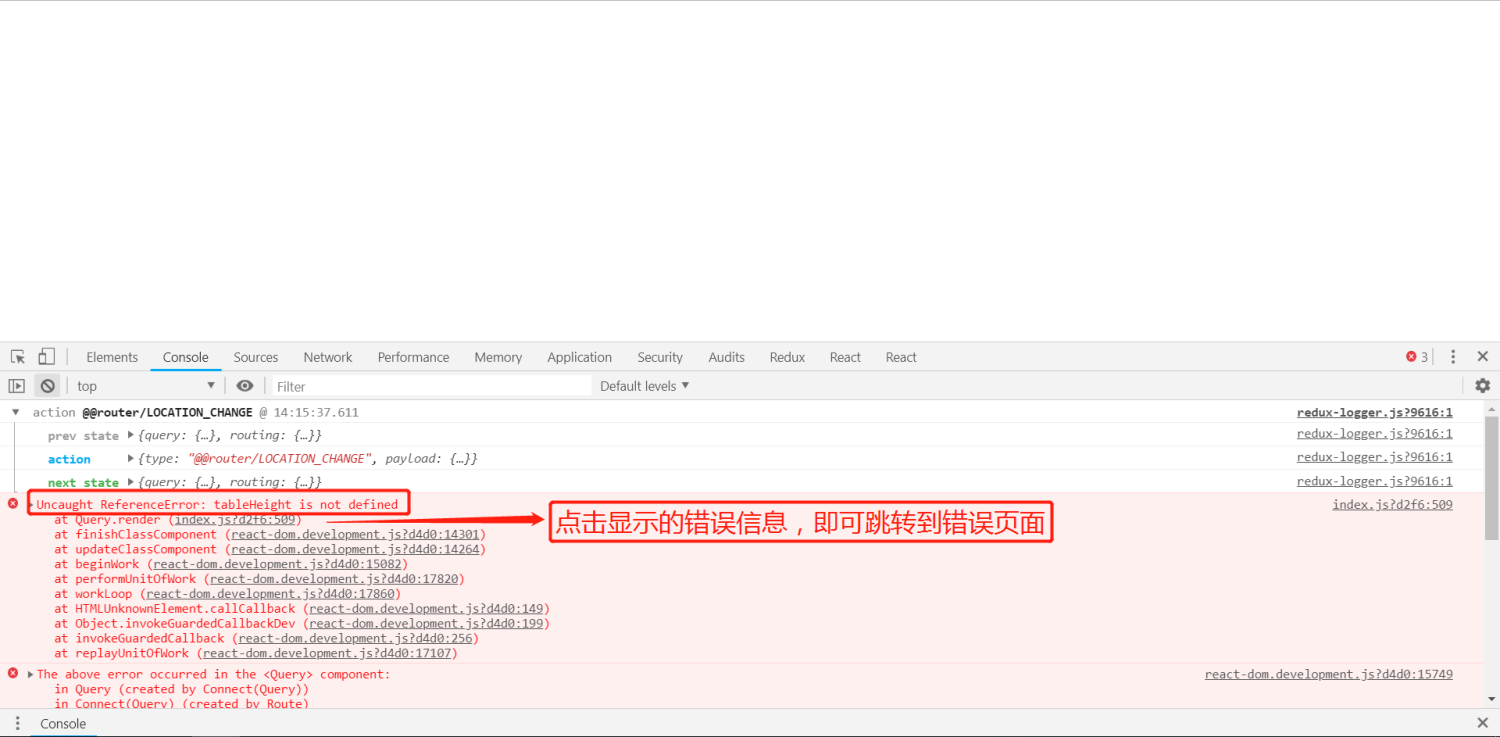 Elements Console Sources Network Performance Memory Application Security Audits Redux React React 3
top Filter Default levels
action @@router/LOCATION_CHANGE @ 14:15:37.611 redux-logger.js?9616:1
prev state {query: {…}, routing: {…}} redux-logger.js?9616:1
action {type: "@@router/LOCATION_CHANGE", payload: {…}} redux-logger.js?9616:1
next state {query: {…}, routing: {…}} redux-logger.js?9616:1
Uncaught ReferenceError: tableHeight is not defined index.js?d2f6:509
at Query.render (index.js?d2f6:509)
点击显示的错误信息，即可跳转到错误页面
at finishClassComponent (react-dom.development.js?d4d0:14301)
at updateClassComponent (react-dom.development.js?d4d0:14264)
at beginWork (react-dom.development.js?d4d0:15082)
at performUnitOfWork (react-dom.development.js?d4d0:17820)
at workLoop (react-dom.development.js?d4d0:17860)
at HTMLUnknownElement.callCallback (react-dom.development.js?d4d0:149)
at Object.invokeGuardedCallbackDev (react-dom.development.js?d4d0:199)
at invokeGuardedCallback (react-dom.development.js?d4d0:256)
at replayUnitOfWork (react-dom.development.js?d4d0:17107)
The above error occurred in the <Query> component: react-dom.development.js?d4d0:15749
in Query (created by Connect(Query))
in Connect(Query) (created by Route)
Console